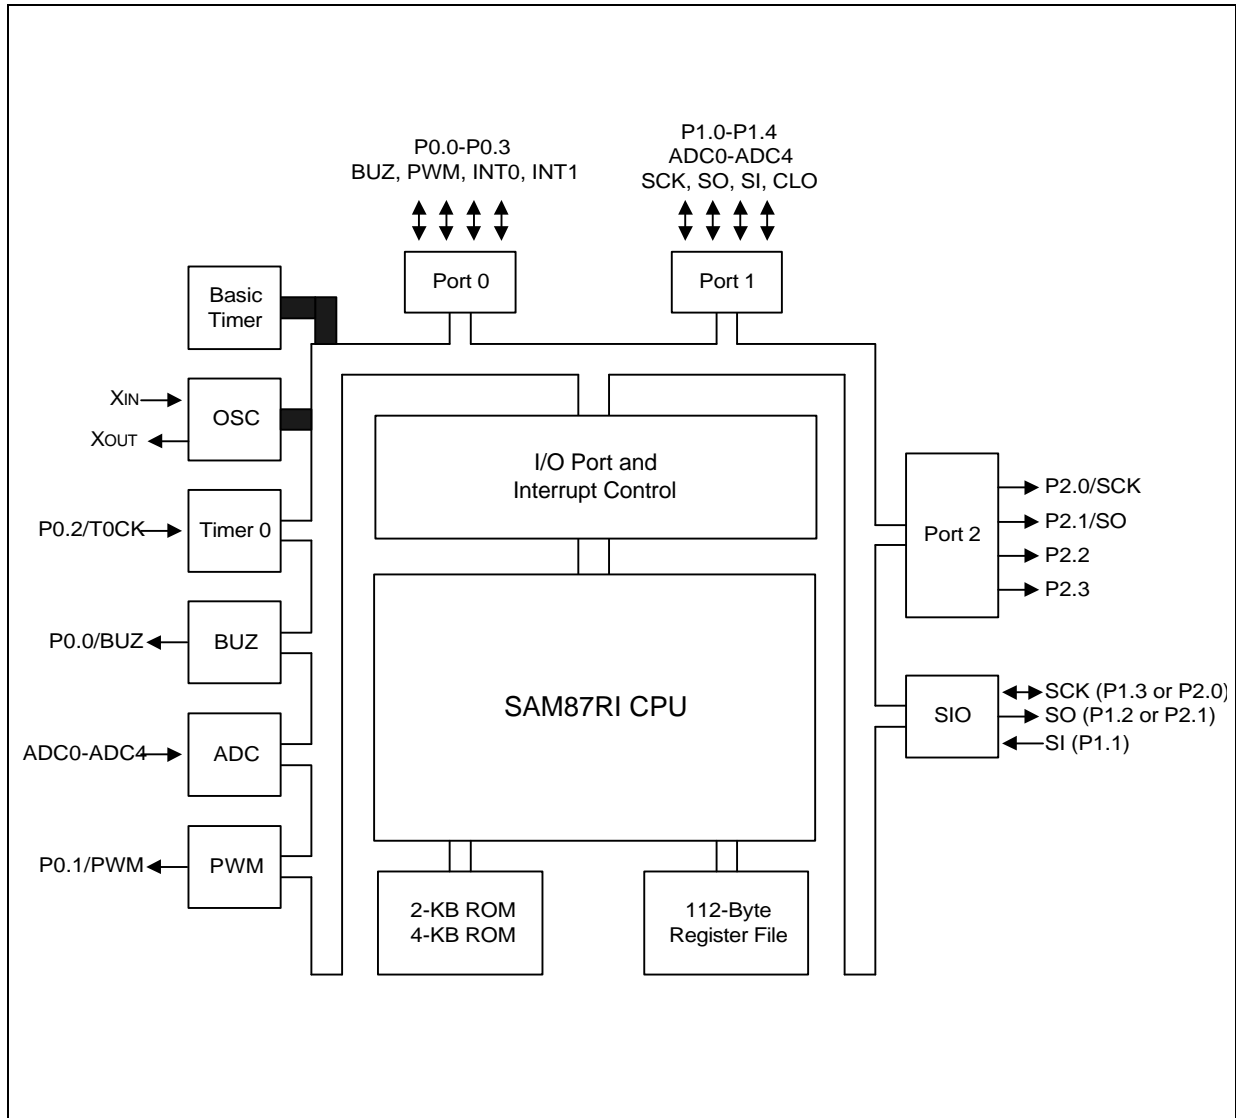 P0.0-P0.3
BUZ, PWM, INT0, INT1
P1.0-P1.4
ADC0-ADC4
SCK, SO, SI, CLO
Port 0
Port 1
Basic
Timer
XIN
XOUT
OSC
I/O Port and
Interrupt Control
P0.2/T0CK
Timer 0
Port 2
P2.0/SCK
P2.1/SO
P2.2
P2.3
P0.0/BUZ
BUZ
SAM87RI CPU
SIO
SCK (P1.3 or P2.0)
SO (P1.2 or P2.1)
SI (P1.1)
ADC0-ADC4
ADC
P0.1/PWM
PWM
2-KB ROM
4-KB ROM
112-Byte
Register File